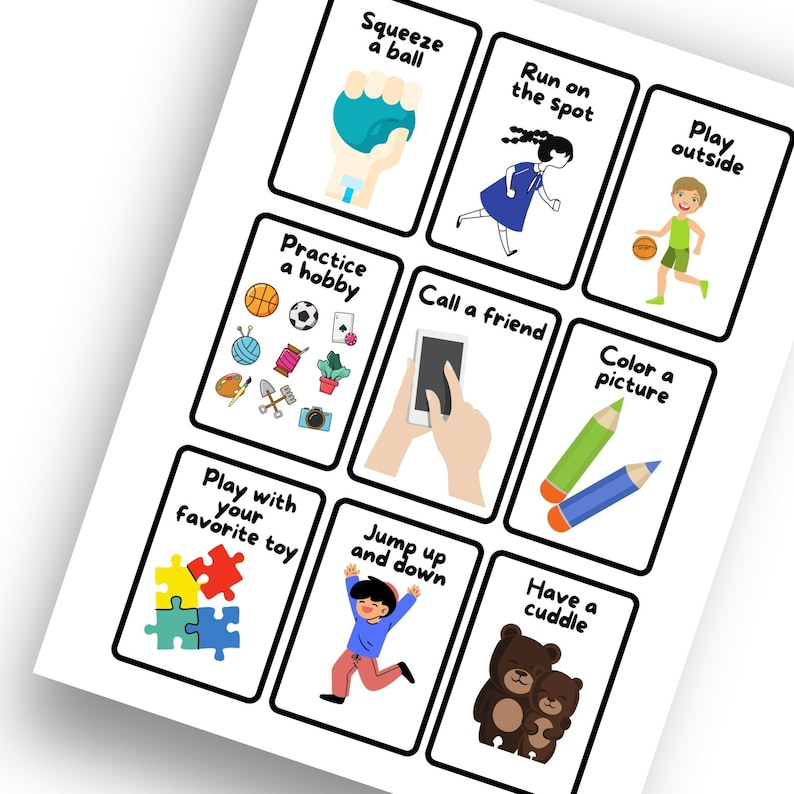 Squeeze
a ball
Run on
the spot
Play
outside
Practice
a hobby
Call a friend
Color a
picture
Play with
your
favorite toy
Jump up
and down
Have a
cuddle